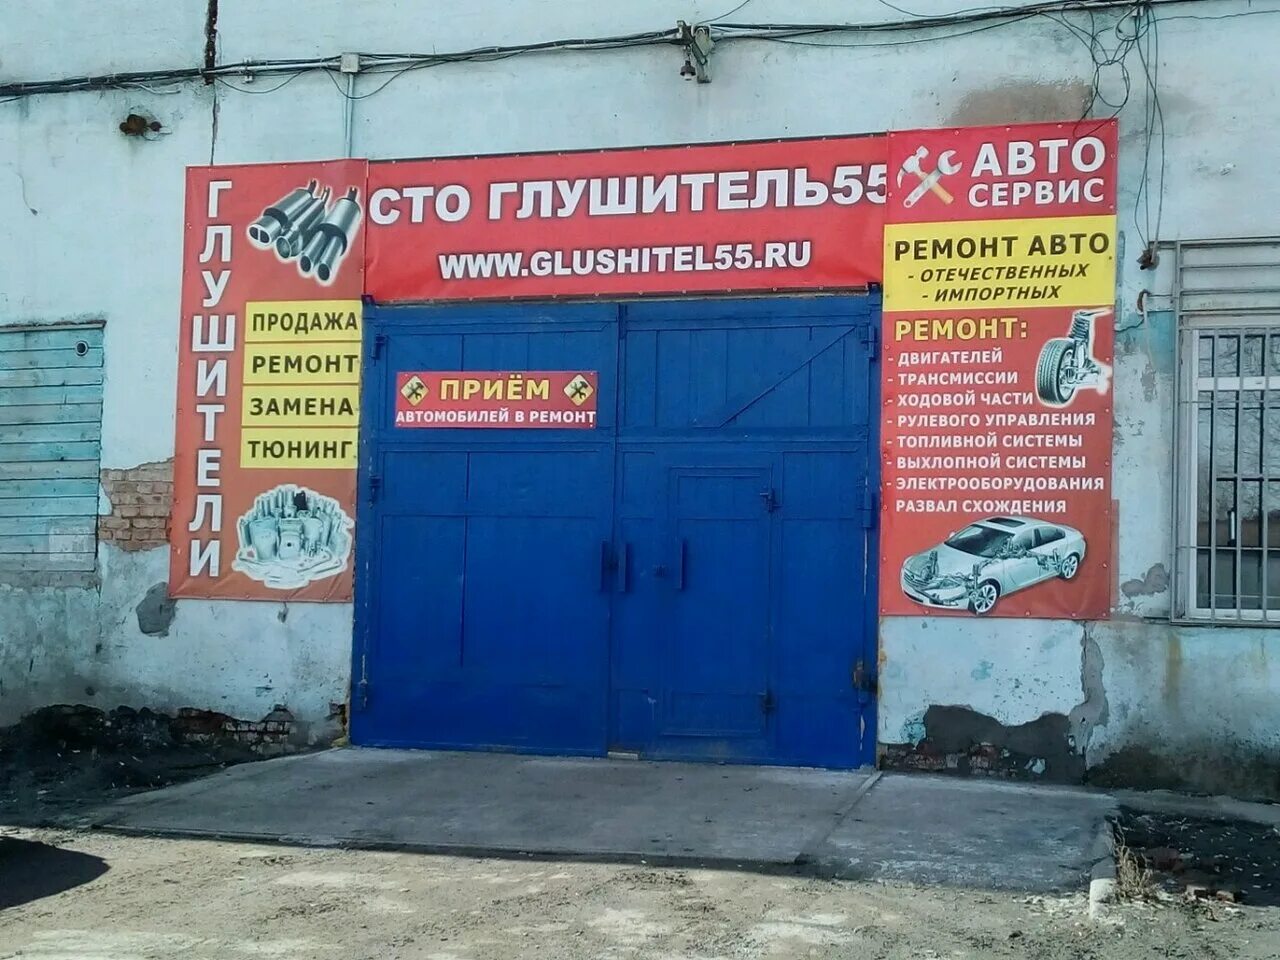 ГЛУШИТЕЛИ
ПРОДАЖА
РЕМОНТ
ЗАМЕНА
ТЮНИНГ
СТО ГЛУШИТЕЛЬ55
WWW.GLUSHITEL55.RU
ПРИЁМ
АВТОМОБИЛЕЙ В РЕМОНТ
АВТО
СЕРВИС
РЕМОНТ АВТО
- ОТЕЧЕСТВЕННЫХ
- ИМПОРТНЫХ
РЕМОНТ:
- ДВИГАТЕЛЕЙ
- ТРАНСМИССИИ
- ХОДОВОЙ ЧАСТИ
- РУЛЕВОГО УПРАВЛЕНИЯ
- ТОПЛИВНОЙ СИСТЕМЫ
- ВЫХЛОПНОЙ СИСТЕМЫ
- ЭЛЕКТРООБОРУДОВАНИЯ
РАЗВАЛ СХОЖДЕНИЯ